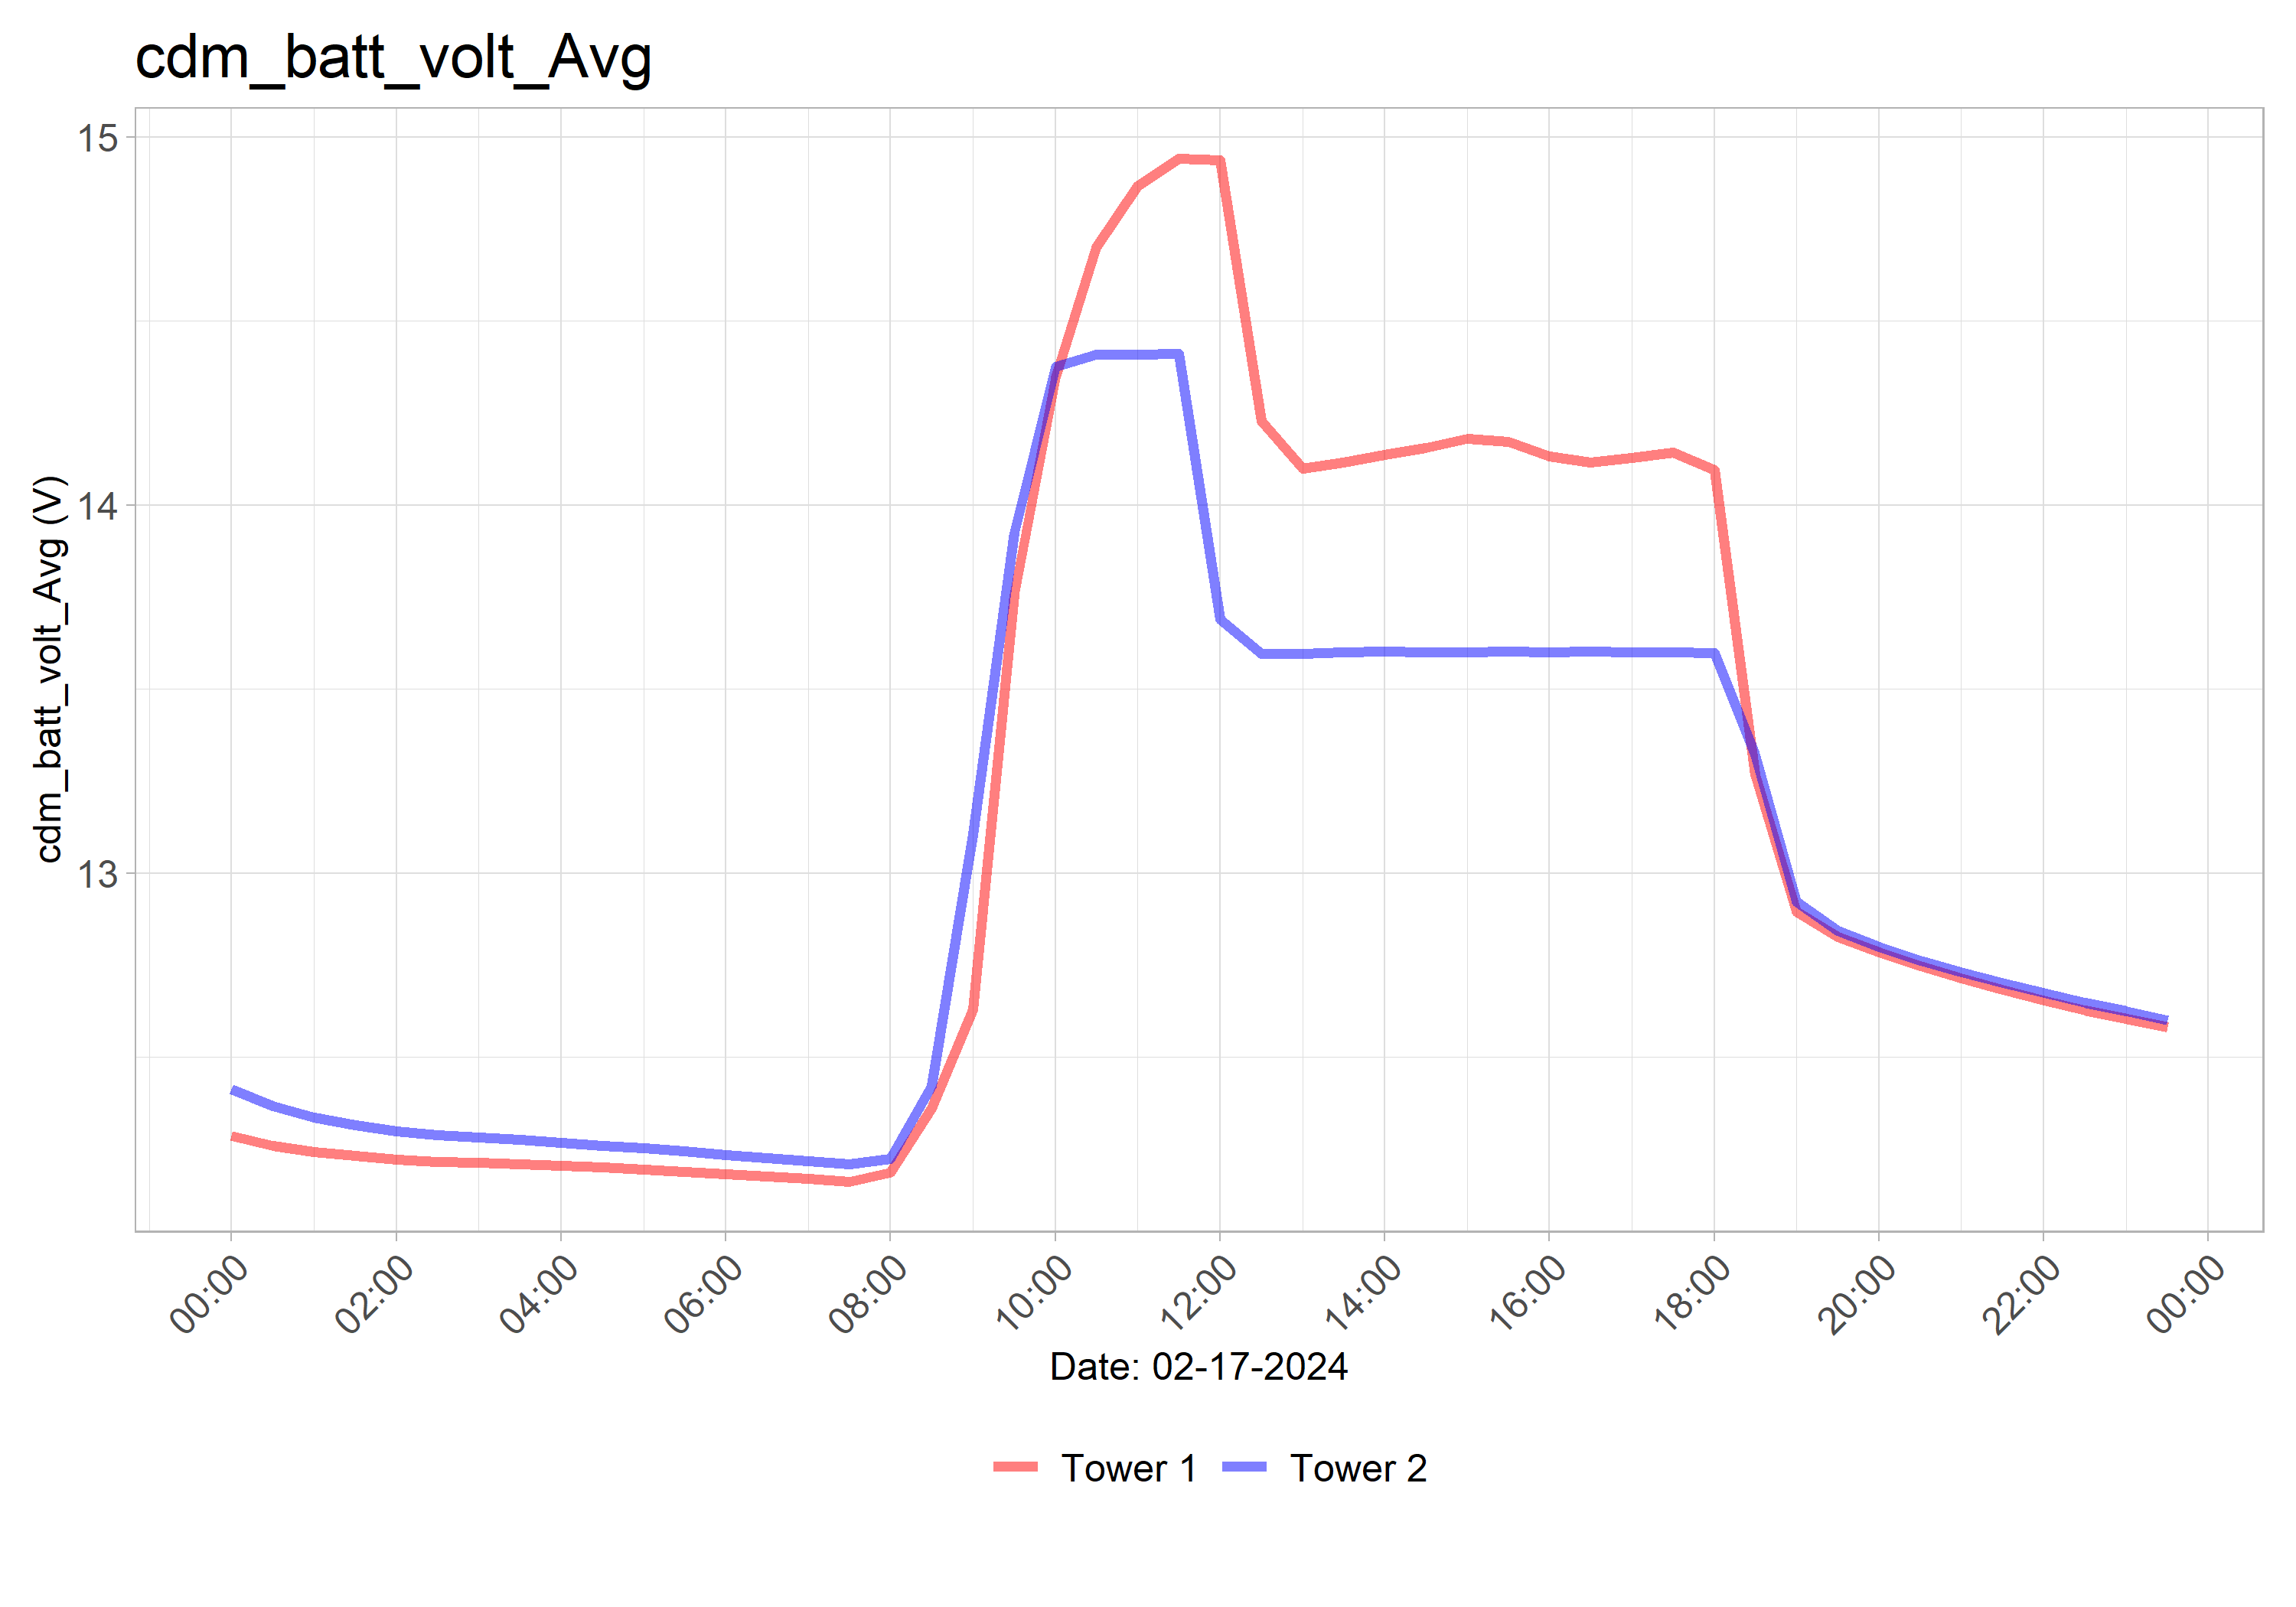 cdm_batt_volt_Avg
cdm_batt_volt_Avg (V)
15
14
13
00:00 02:00 04:00 06:00 08:00 10:00 12:00 14:00 16:00 18:00 20:00 22:00 00:00
Date: 02-17-2024
Tower 1 Tower 2